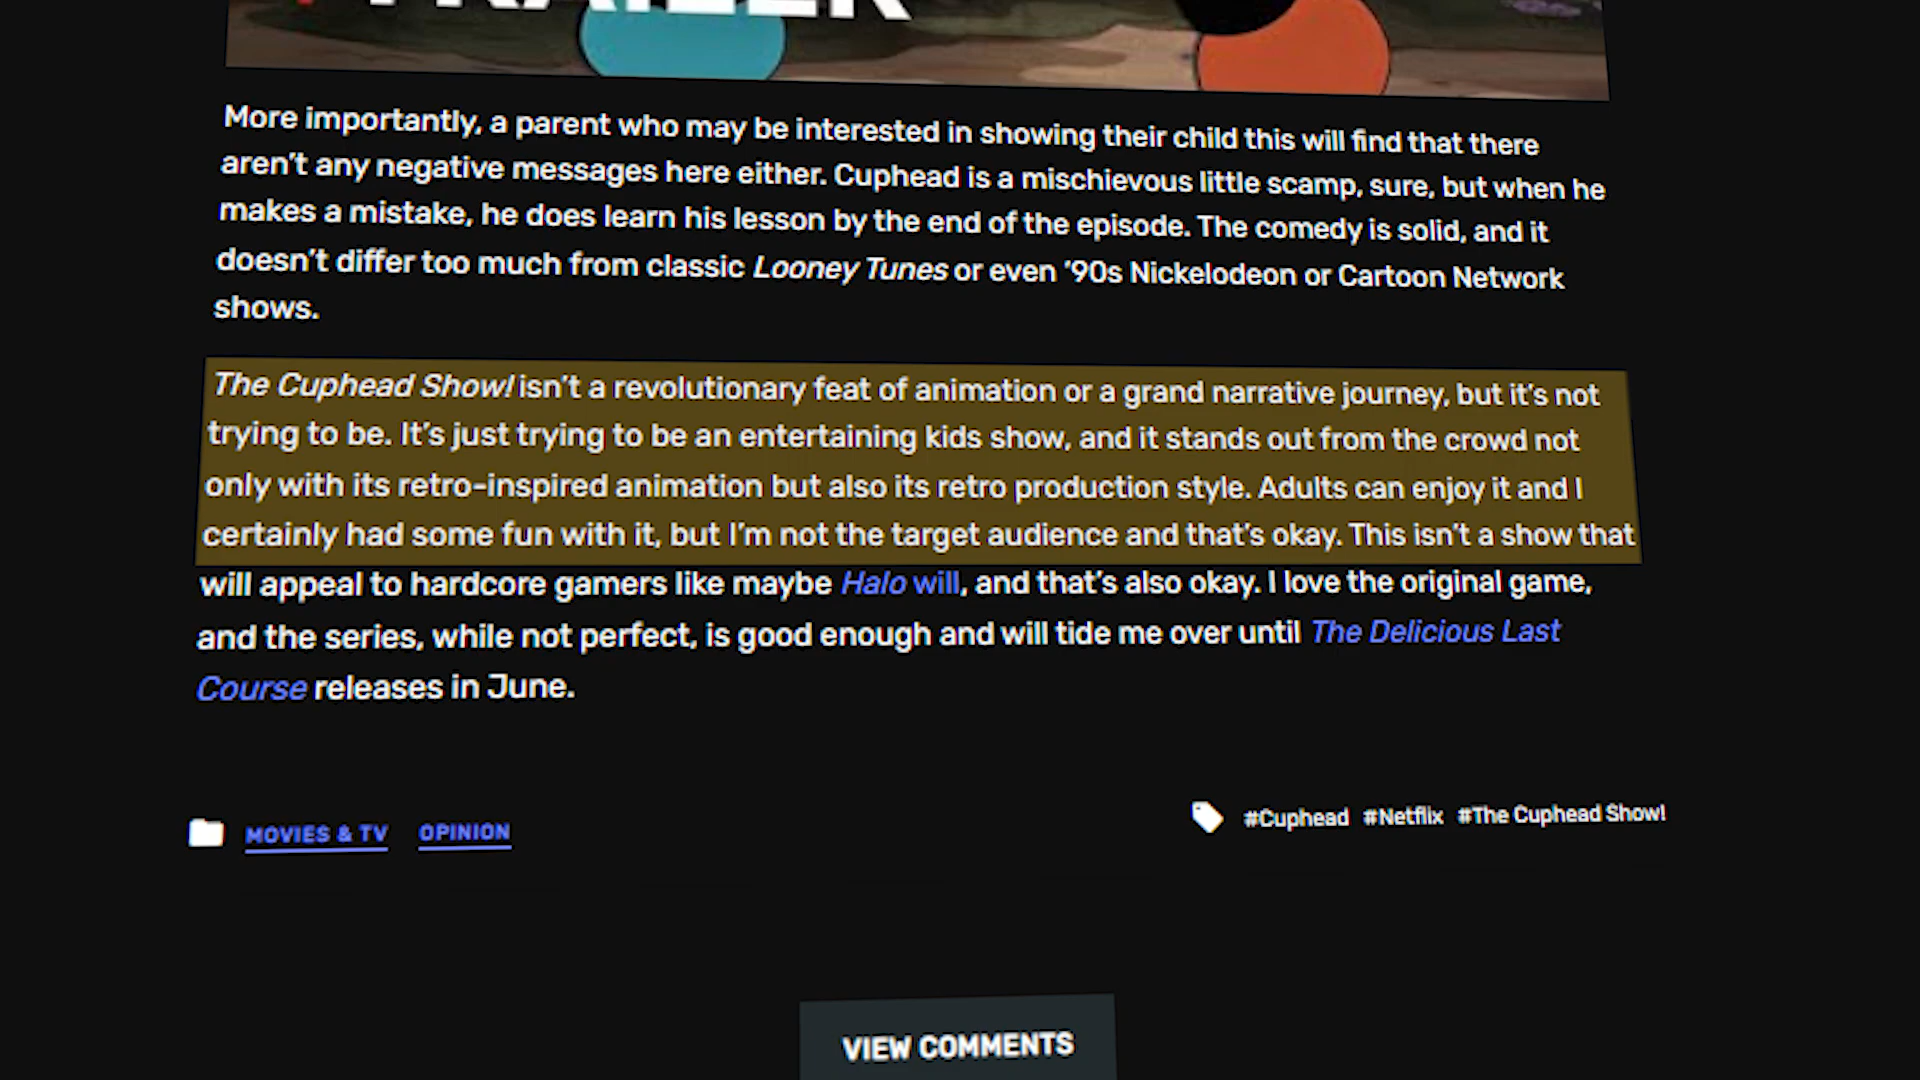 TRAILER
More importantly, a parent who may be interested in showing their child this will find that there
aren't any negative messages here either. Cuphead is a mischievous little scamp, sure, but when he
makes a mistake, he does learn his lesson by the end of the episode. The comedy is solid, and it
doesn't differ too much from classic Looney Tunes or even '90s Nickelodeon or Cartoon Network
shows.
The Cuphead Show! isn't a revolutionary feat of animation or a grand narrative journey, but it's not
trying to be. It's just trying to be an entertaining kids show, and it stands out from the crowd not
only with its retro-inspired animation but also its retro production style. Adults can enjoy it and I
certainly had some fun with it, but I'm not the target audience and that's okay. This isn't a show that
will appeal to hardcore gamers like maybe Halo will, and that's also okay. I love the original game,
and the series, while not perfect, is good enough and will tide me over until The Delicious Last
Course releases in June.
MOVIES & TV OPINION
#Cuphead #Netflix #The Cuphead Show!
VIEW COMMENTS